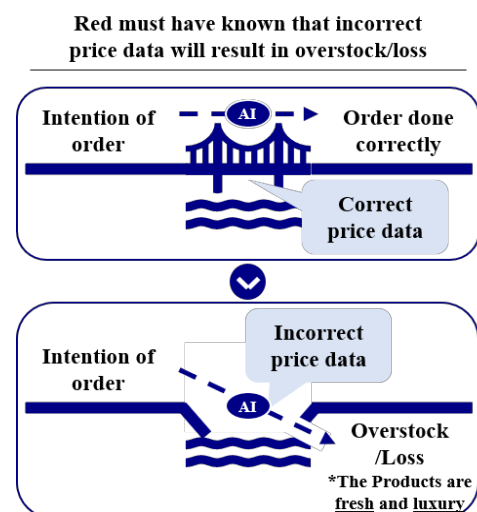 Red must have known that incorrect
price data will result in overstock/loss
Intention of
order
AI
Order done
correctly
Correct
price data
Incorrect
price data
Intention of
order
AI
Overstock
/Loss
*The Products are
fresh and luxury